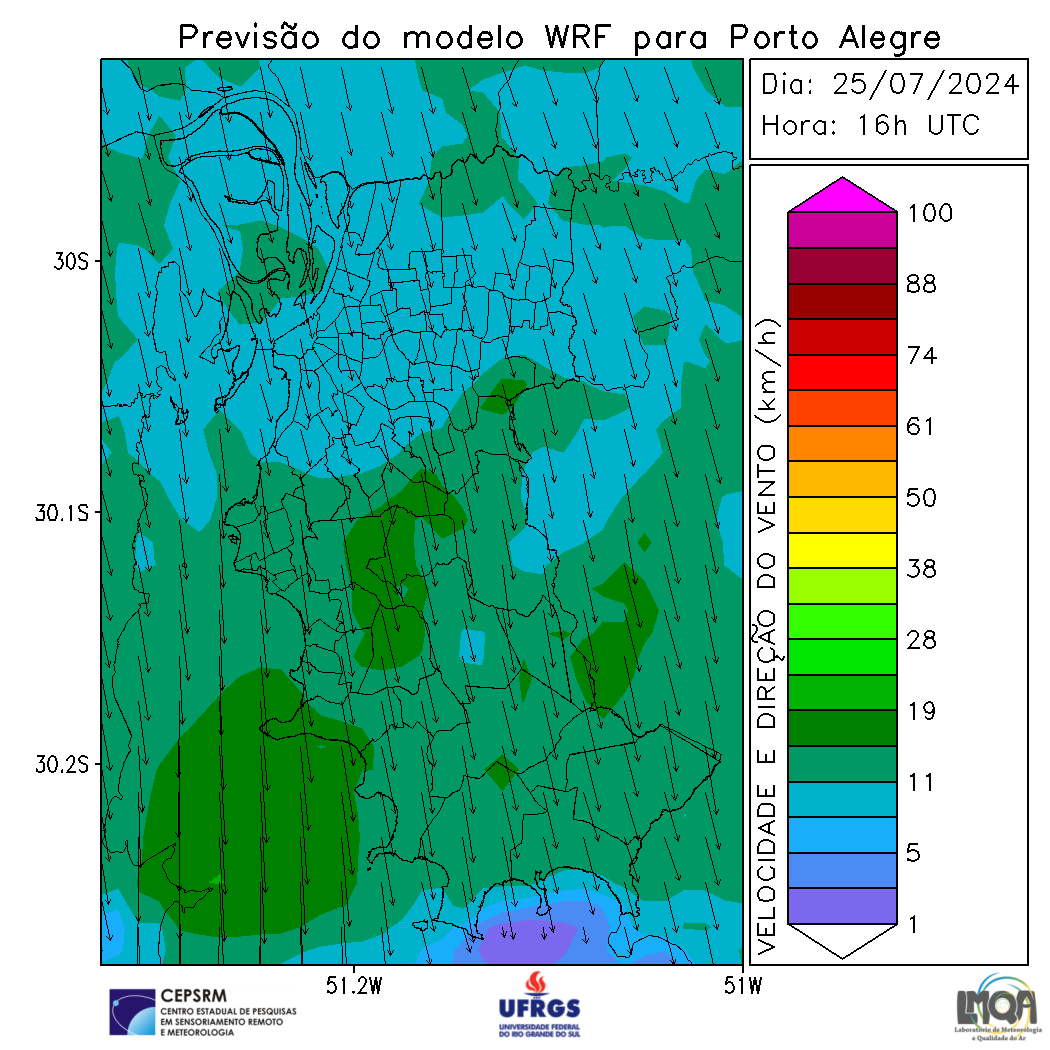 Previsão do modelo WRF para Porto Alegre
Dia: 25/07/2024
Hora: 16h UTC
30S
30.1S
30.2S
51.2W
51W
VELOCIDADE E DIREÇÃO DO VENTO (km/h)
100
88
74
61
50
38
28
19
11
5
1
CEPSRM
CENTRO ESTADUAL DE PESQUISAS
EM SENSORIAMENTO REMOTO
E METEOROLOGIA
UFRGS
UNIVERSIDADE FEDERAL
DO RIO GRANDE DO SUL
LMQA
Laboratório de Meteorologia
e Qualidade do Ar